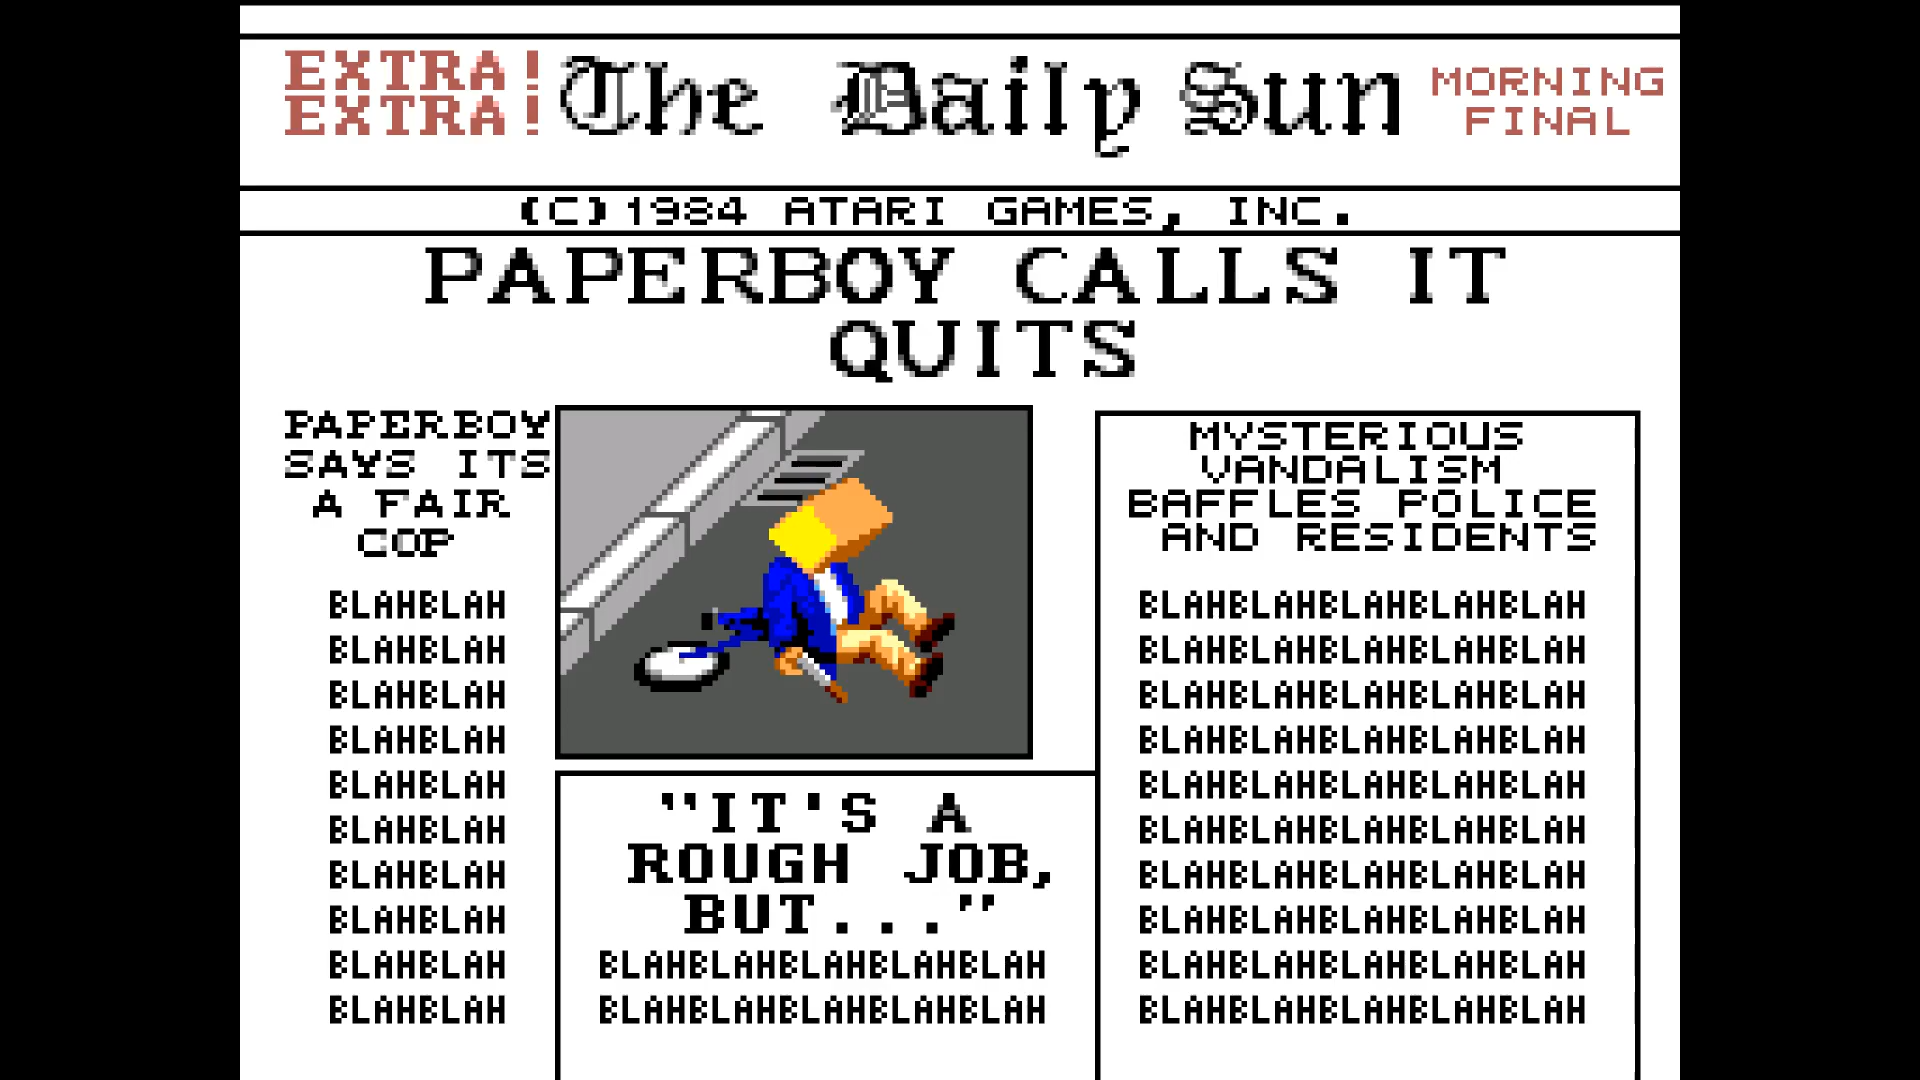 EXTRA!
EXTRA!
The Daily Sun
MORNING
FINAL
(C)1984 ATARI GAMES, INC.
PAPERBOY CALLS IT
QUITS
PAPERBOY
SAYS ITS
A FAIR
COP
BLAHBLAH
BLAHBLAH
BLAHBLAH
BLAHBLAH
BLAHBLAH
BLAHBLAH
BLAHBLAH
BLAHBLAH
BLAHBLAH
BLAHBLAH
"IT'S A
ROUGH JOB,
BUT..."
BLAHBLAHBLAHBLAHBLAH
BLAHBLAHBLAHBLAHBLAH
MYSTERIOUS
VANDALISM
BAFFLES POLICE
AND RESIDENTS
BLAHBLAHBLAHBLAHBLAH
BLAHBLAHBLAHBLAHBLAH
BLAHBLAHBLAHBLAHBLAH
BLAHBLAHBLAHBLAHBLAH
BLAHBLAHBLAHBLAHBLAH
BLAHBLAHBLAHBLAHBLAH
BLAHBLAHBLAHBLAHBLAH
BLAHBLAHBLAHBLAHBLAH
BLAHBLAHBLAHBLAHBLAH
BLAHBLAHBLAHBLAHBLAH